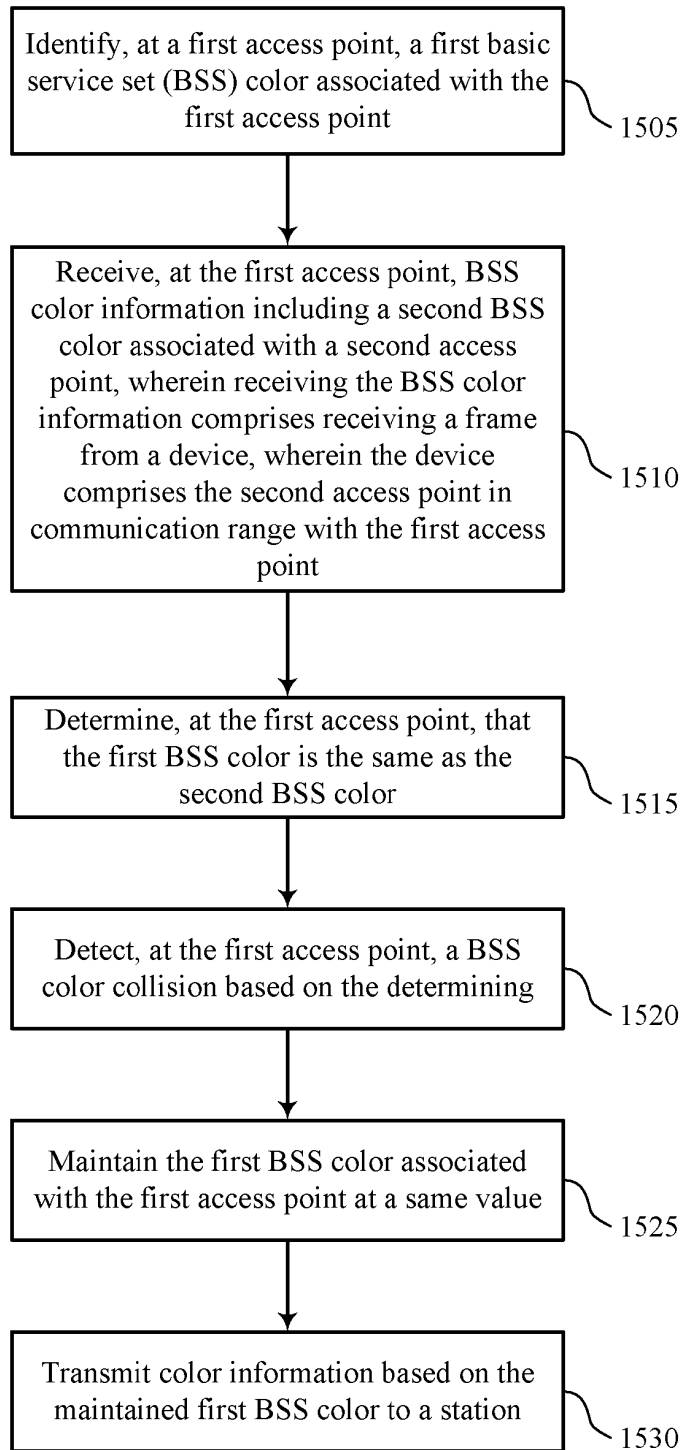 Identify, at a first access point, a first basic
service set (BSS) color associated with the
first access point
1505
Receive, at the first access point, BSS
color information including a second BSS
color associated with a second access
point, wherein receiving the BSS color
information comprises receiving a frame
from a device, wherein the device
comprises the second access point in
communication range with the first access
point
1510
Determine, at the first access point, that
the first BSS color is the same as the
second BSS color
1515
Detect, at the first access point, a BSS
color collision based on the determining
1520
Maintain the first BSS color associated
with the first access point at a same value
1525
Transmit color information based on the
maintained first BSS color to a station
1530